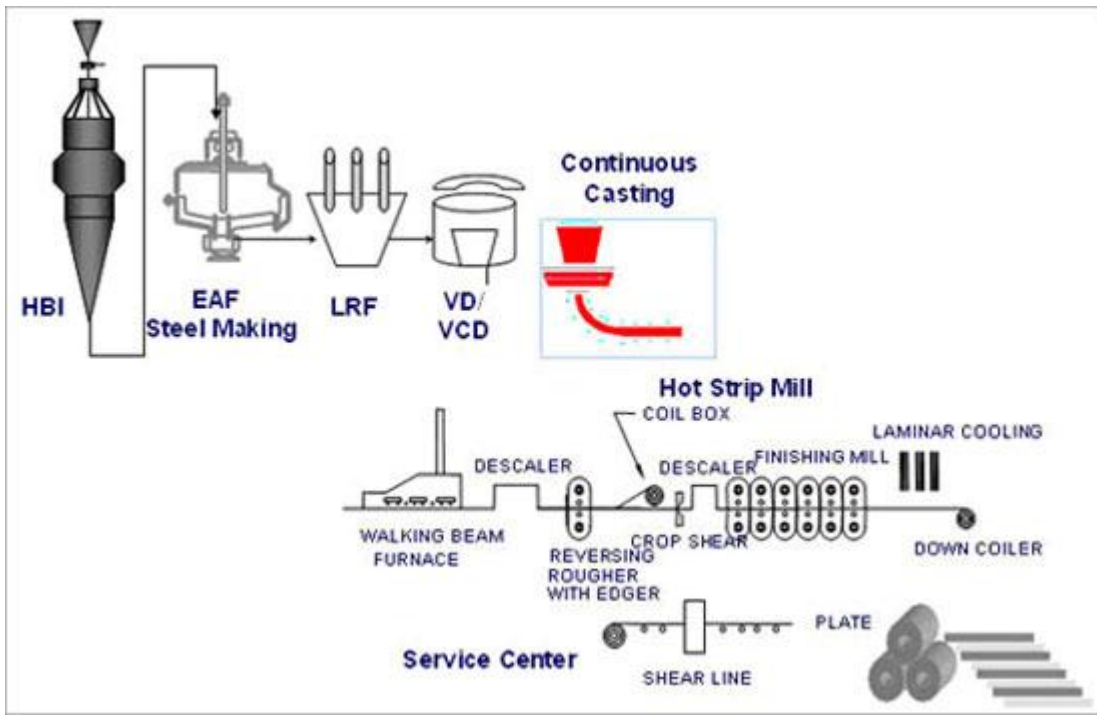 Continuous
Casting
HBI
EAF
Steel Making
LRF
VD/
VCD
Hot Strip Mill
COIL BOX
LAMINAR COOLING
DESCALER
DESCALER
FINISHING MILL
WALKING BEAM
FURNACE
REVERSING
ROUGHER
WITH EDGER
CROP SHEAR
DOWN COILER
Service Center
SHEAR LINE
PLATE